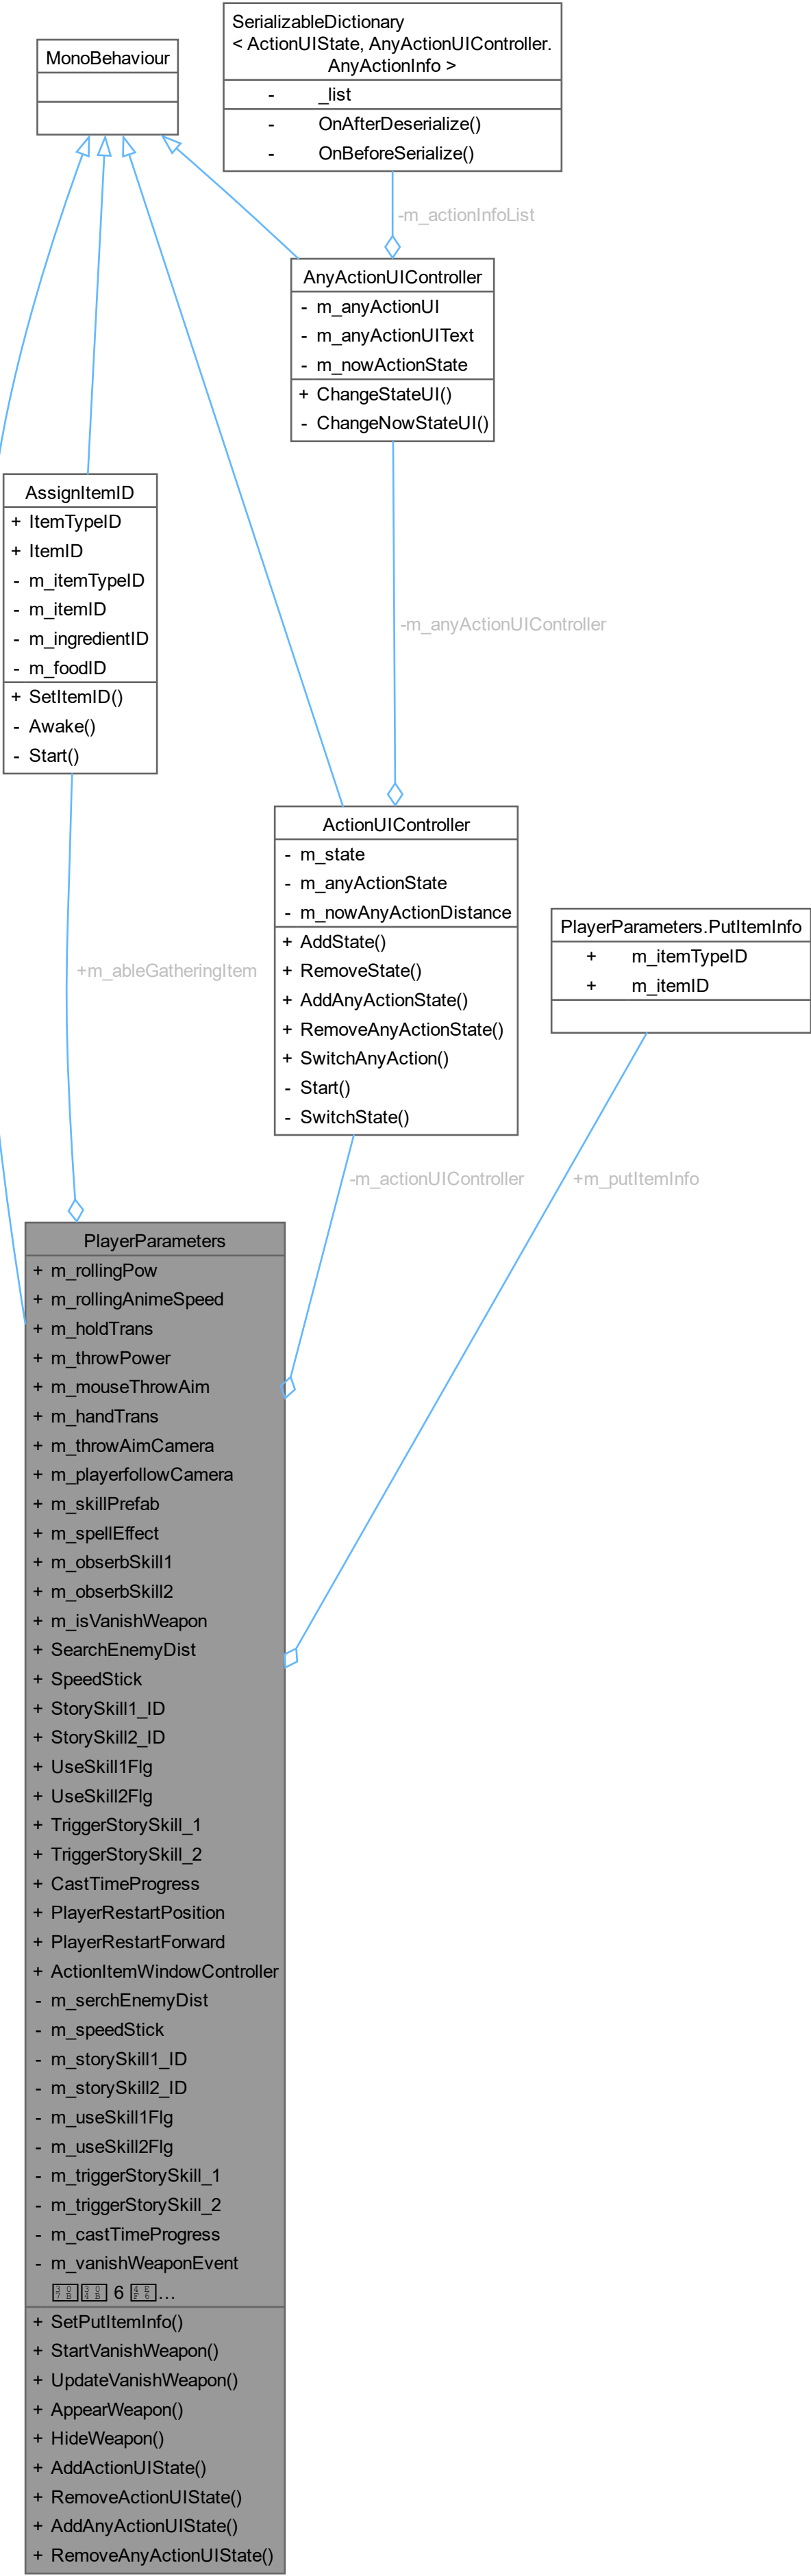 MonoBehaviour
SerializableDictionary
< ActionUIState, AnyActionUIController.
AnyActionInfo >
- _list
- OnAfterDeserialize()
- OnBeforeSerialize()
-m_actionInfoList
AnyActionUIController
- m_anyActionUI
- m_anyActionUIText
- m_nowActionState
+ ChangeStateUI()
- ChangeNowStateUI()
AssignItemID
+ ItemTypeID
+ ItemID
- m_itemTypeID
- m_itemID
- m_ingredientID
- m_foodID
+ SetItemID()
- Awake()
- Start()
-m_anyActionUIController
ActionUIController
- m_state
- m_anyActionState
- m_nowAnyActionDistance
+ AddState()
+ RemoveState()
+ AddAnyActionState()
+ RemoveAnyActionState()
+ SwitchAnyAction()
- Start()
- SwitchState()
PlayerParameters.PutItemInfo
+ m_itemTypeID
+ m_itemID
+m_ableGatheringItem
-m_actionUIController
+m_putItemInfo
PlayerParameters
+ m_rollingPow
+ m_rollingAnimeSpeed
+ m_holdTrans
+ m_throwPower
+ m_mouseThrowAim
+ m_handTrans
+ m_throwAimCamera
+ m_playerfollowCamera
+ m_skillPrefab
+ m_spellEffect
+ m_obserbSkill1
+ m_obserbSkill2
+ m_isVanishWeapon
+ SearchEnemyDist
+ SpeedStick
+ StorySkill1_ID
+ StorySkill2_ID
+ UseSkill1Flg
+ UseSkill2Flg
+ TriggerStorySkill_1
+ TriggerStorySkill_2
+ CastTimeProgress
+ PlayerRestartPosition
+ PlayerRestartForward
+ ActionItemWindowController
- m_serchEnemyDist
- m_speedStick
- m_storySkill1_ID
- m_storySkill2_ID
- m_useSkill1Flg
- m_useSkill2Flg
- m_triggerStorySkill_1
- m_triggerStorySkill_2
- m_castTimeProgress
- m_vanishWeaponEvent
6 ...
+ SetPutItemInfo()
+ StartVanishWeapon()
+ UpdateVanishWeapon()
+ AppearWeapon()
+ HideWeapon()
+ AddActionUIState()
+ RemoveActionUIState()
+ AddAnyActionUIState()
+ RemoveAnyActionUIState()